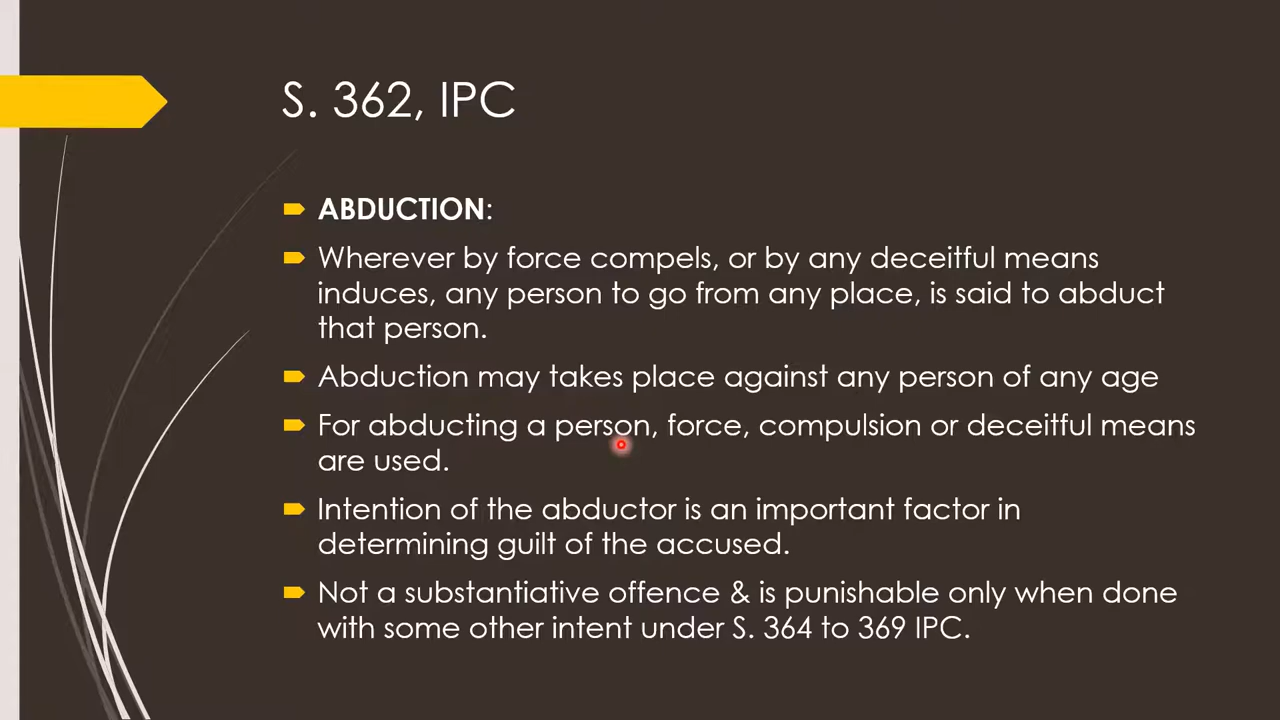 S. 362, IPC
ABDUCTION:
Wherever by force compels, or by any deceitful means
induces, any person to go from any place, is said to abduct
that person.
Abduction may takes place against any person of any age
For abducting a person, force, compulsion or deceitful means
are used.
Intention of the abductor is an important factor in
determining guilt of the accused.
Not a substantiative offence & is punishable only when done
with some other intent under S. 364 to 369 IPC.